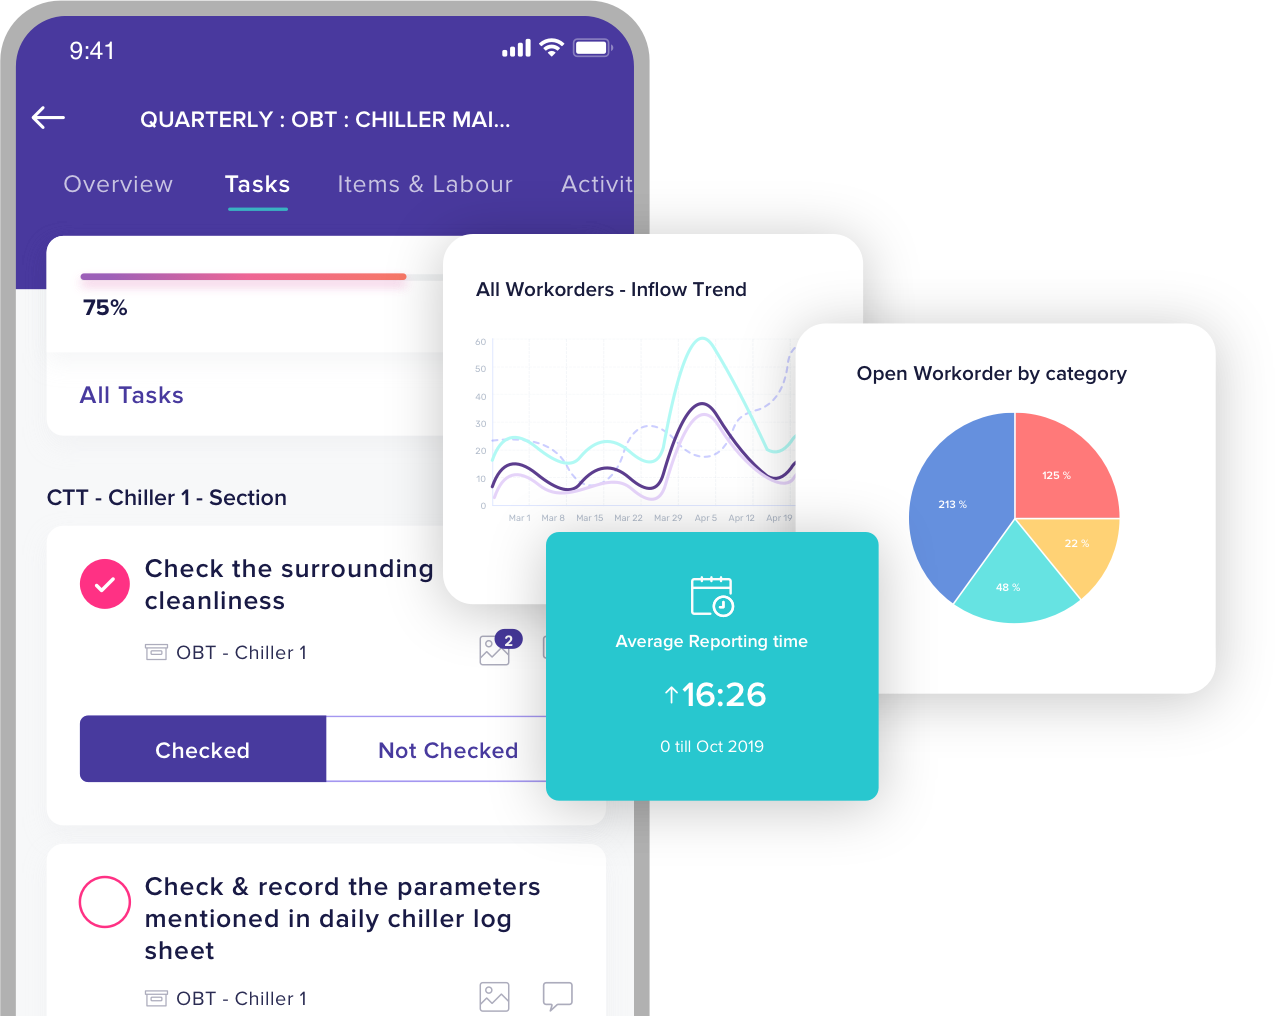 9:41
QUARTERLY : OBT : CHILLER MAI...
Overview Tasks Items & Labour Activit
75%
All Tasks
CTT - Chiller 1 - Section
Check the surrounding
cleanliness
OBT - Chiller 1
2
Checked Not Checked
Check & record the parameters
mentioned in daily chiller log
sheet
OBT - Chiller 1
All Workorders - Inflow Trend
60
50
40
30
20
10
0
Mar 1 Mar 8 Mar 15 Mar 22 Mar 29 Apr 5 Apr 12 Apr 19
Open Workorder by category
125 %
213 %
22 %
48 %
Average Reporting time
↑16:26
0 till Oct 2019